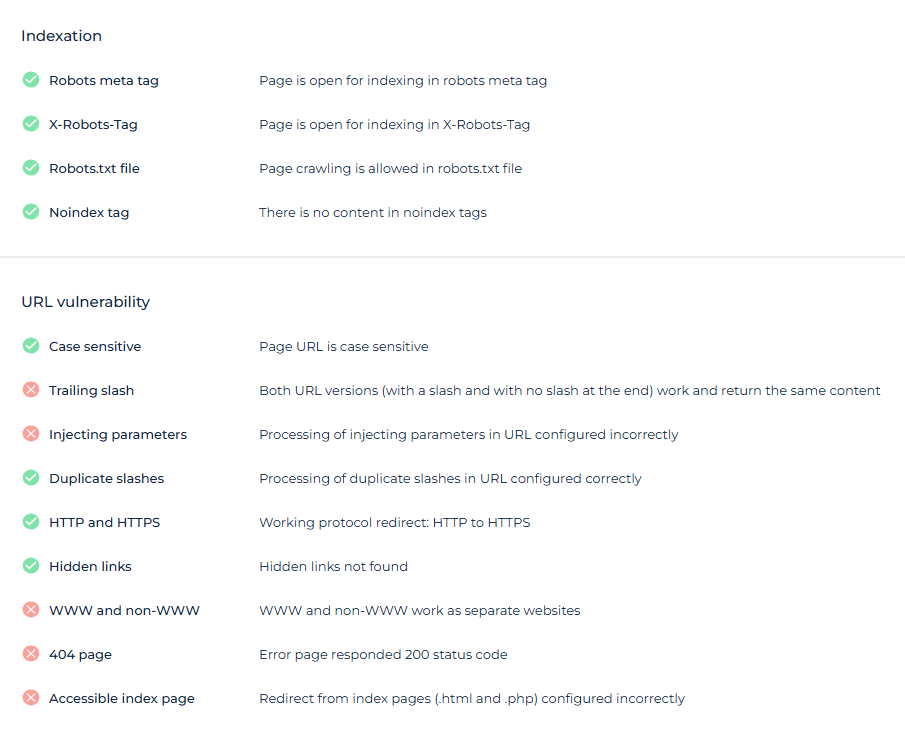 Indexation
Robots meta tag Page is open for indexing in robots meta tag
X-Robots-Tag Page is open for indexing in X-Robots-Tag
Robots.txt file Page crawling is allowed in robots.txt file
Noindex tag There is no content in noindex tags
URL vulnerability
Case sensitive Page URL is case sensitive
Trailing slash Both URL versions (with a slash and with no slash at the end) work and return the same content
Injecting parameters Processing of injecting parameters in URL configured incorrectly
Duplicate slashes Processing of duplicate slashes in URL configured correctly
HTTP and HTTPS Working protocol redirect: HTTP to HTTPS
Hidden links Hidden links not found
WWW and non-WWW WWW and non-WWW work as separate websites
404 page Error page responded 200 status code
Accessible index page Redirect from index pages (.html and .php) configured incorrectly